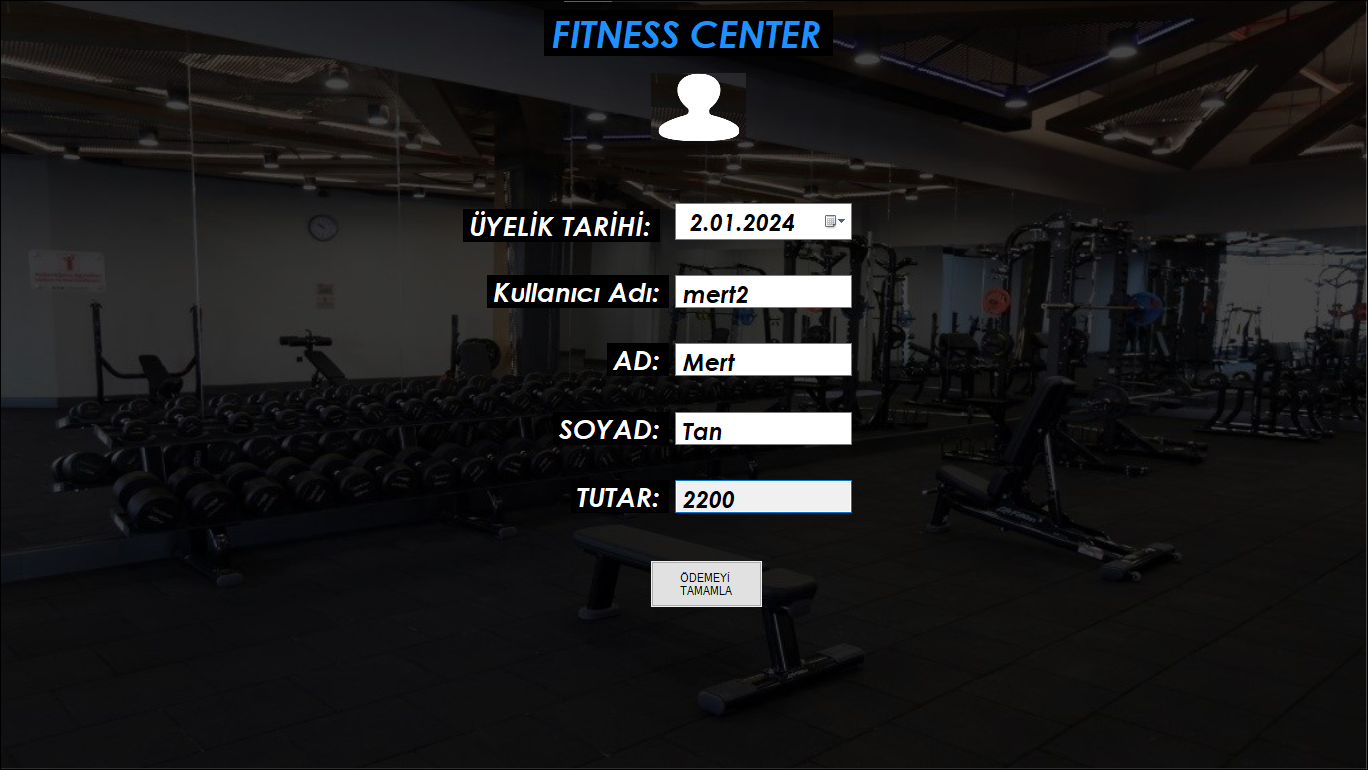 FITNESS CENTER
ÜYELİK TARİHİ: 2.01.2024
Kullanıcı Adı: mert2
AD: Mert
SOYAD: Tan
TUTAR: 2200
ÖDEMEYİ
TAMAMLA